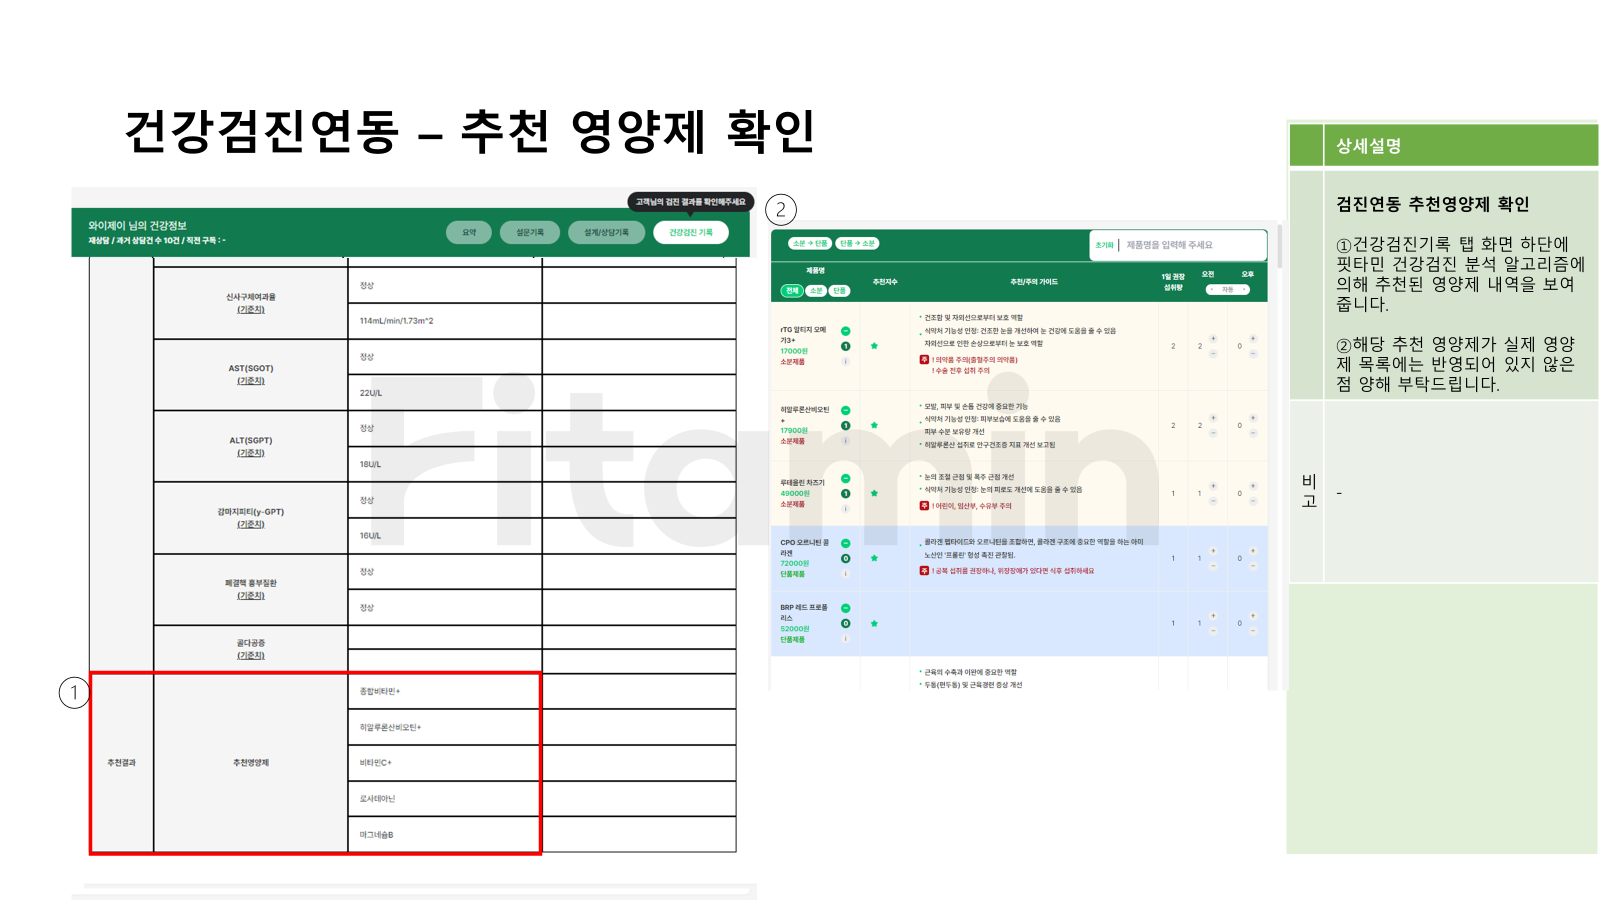 건강검진연동 – 추천 영양제 확인
고객님의 검진 결과를 확인해주세요
와이제이 님의 건강정보
재상담 / 과거 상담건 수 10건 / 직전 구독 : -
요약
설문기록
설계/상담기록
건강검진 기록
신사구체여과율
(기준치)
정상
114mL/min/1.73m^2
AST(SGOT)
(기준치)
정상
22U/L
ALT(SGPT)
(기준치)
정상
18U/L
감마지피티(y-GPT)
(기준치)
정상
16U/L
폐결핵 흉부질환
(기준치)
정상
정상
골다공증
(기준치)
1
추천결과
추천영양제
종합비타민+
히알루론산비오틴+
비타민C+
로사테아닌
마그네슘B
2
소분 → 단품
단품 → 소분
초기화
제품명을 입력해 주세요
제품명
전체
소분
단품
추천지수
추천/주의 가이드
1일 권장
섭취량
오전
오후
자동
rTG 알티지 오메
가3+
17000원
소분제품
1
• 건조함 및 자외선으로부터 보호 역할
• 식약처 기능성 인정: 건조한 눈을 개선하여 눈 건강에 도움을 줄 수 있음
자외선으로 인한 손상으로부터 눈 보호 역할
주
! 의약품 주의(출혈주의 의약품)
! 수술 전후 섭취 주의
2
2
0
히알루론산비오틴
+
17900원
소분제품
1
• 모발, 피부 및 손톱 건강에 중요한 기능
• 식약처 기능성 인정: 피부보습에 도움을 줄 수 있음
피부 수분 보유량 개선
• 히알루론산 섭취로 안구건조증 지표 개선 보고됨
2
2
0
루테올린 차즈기
49000원
소분제품
1
• 눈의 조절 근점 및 폭주 근점 개선
• 식약처 기능성 인정: 눈의 피로도 개선에 도움을 줄 수 있음
주
! 어린이, 임산부, 수유부 주의
1
1
0
CPO 오르니틴 콜
라겐
72000원
단품제품
0
• 콜라겐 펩타이드와 오르니틴을 조합하면, 콜라겐 구조에 중요한 역할을 하는 아미
노산인 '프롤린' 형성 촉진 관찰됨.
주
! 공복 섭취를 권장하나, 위장장애가 있다면 식후 섭취하세요
1
1
0
BRP 레드 프로폴
리스
52000원
단품제품
0
1
1
0
• 근육의 수축과 이완에 중요한 역할
• 두통(편두통) 및 근육경련 증상 개선
Fitamin
상세설명
검진연동 추천영양제 확인
①건강검진기록 탭 화면 하단에
핏타민 건강검진 분석 알고리즘에
의해 추천된 영양제 내역을 보여
줍니다.
②해당 추천 영양제가 실제 영양
제 목록에는 반영되어 있지 않은
점 양해 부탁드립니다.
비
고
-